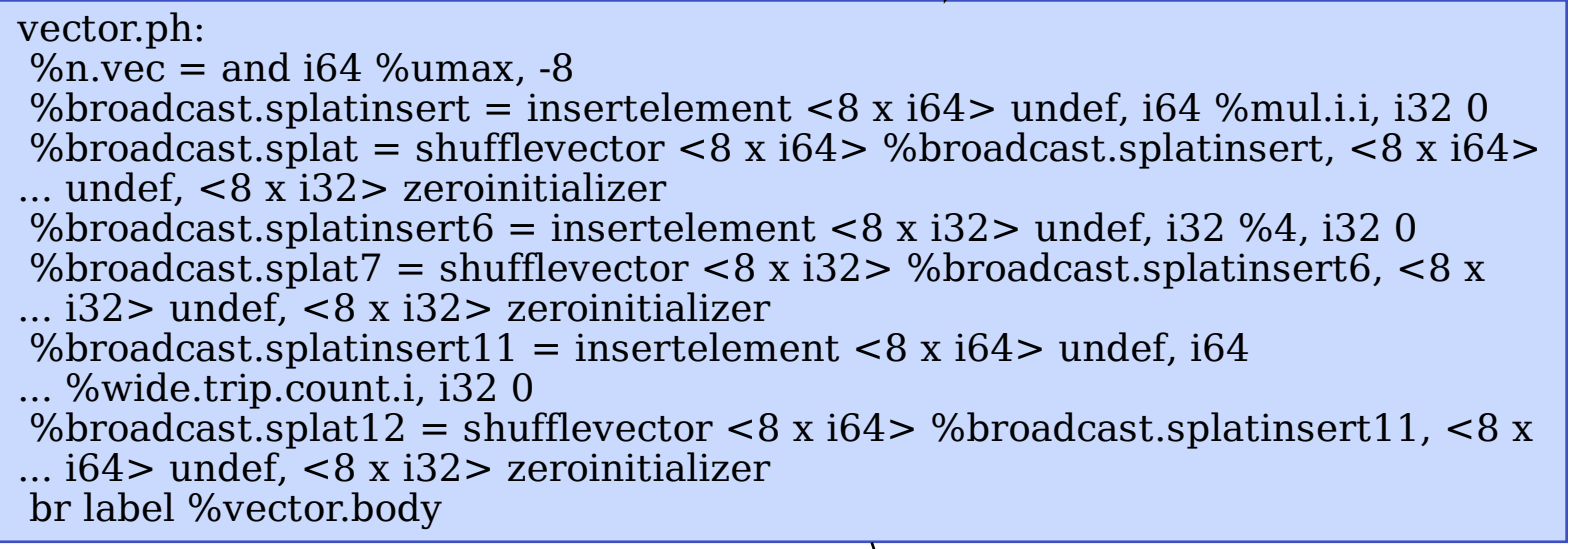 vector.ph:
%n.vec = and i64 %umax, -8
%broadcast.splatinsert = insertelement <8 x i64> undef, i64 %mul.i.i, i32 0
%broadcast.splat = shufflevector <8 x i64> %broadcast.splatinsert, <8 x i64>
... undef, <8 x i32> zeroinitializer
%broadcast.splatinsert6 = insertelement <8 x i32> undef, i32 %4, i32 0
%broadcast.splat7 = shufflevector <8 x i32> %broadcast.splatinsert6, <8 x
... i32> undef, <8 x i32> zeroinitializer
%broadcast.splatinsert11 = insertelement <8 x i64> undef, i64
... %wide.trip.count.i, i32 0
%broadcast.splat12 = shufflevector <8 x i64> %broadcast.splatinsert11, <8 x
... i64> undef, <8 x i32> zeroinitializer
br label %vector.body